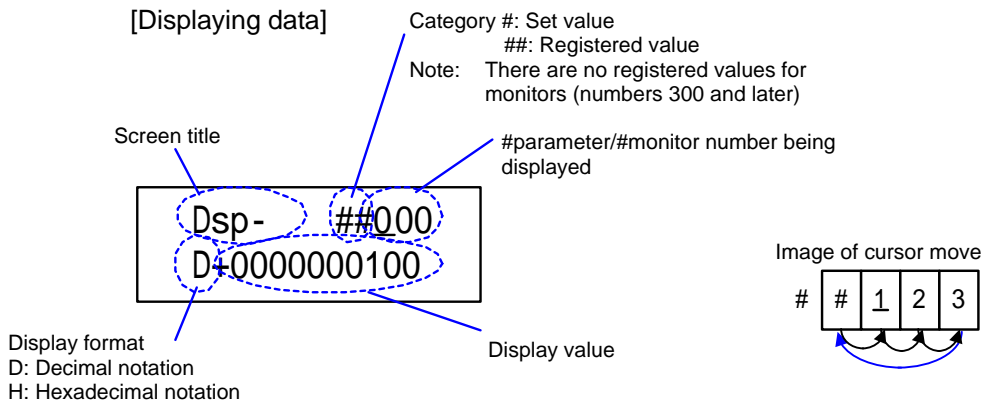 [Displaying data]
Category #: Set value
##: Registered value
Note: There are no registered values for
monitors (numbers 300 and later)
Screen title
#parameter/#monitor number being
displayed
Dsp- ##000
D+0000000100
Image of cursor move
# # 1 2 3
Display format
D: Decimal notation
H: Hexadecimal notation
Display value